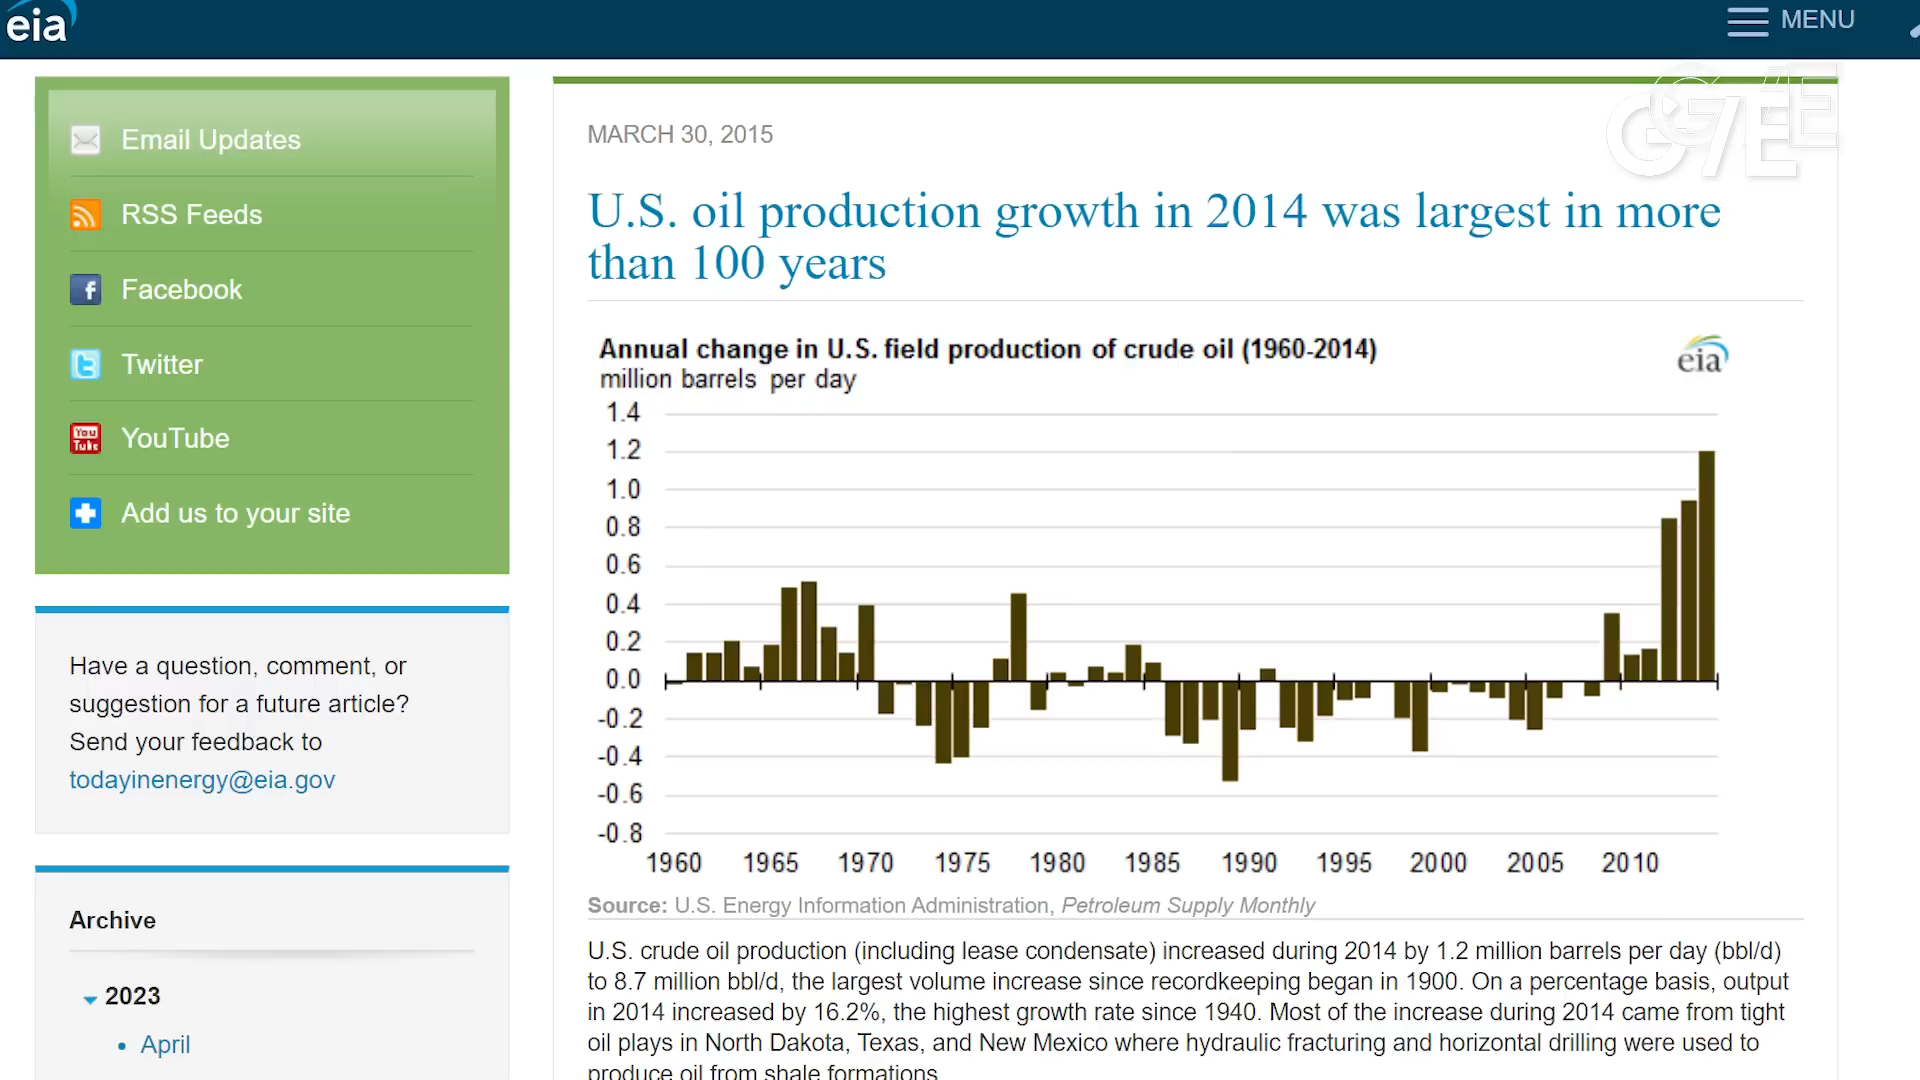 eia
MENU
Email Updates
RSS Feeds
Facebook
Twitter
YouTube
Add us to your site
Have a question, comment, or
suggestion for a future article?
Send your feedback to
todayinenergy@eia.gov
Archive
2023
April
MARCH 30, 2015
U.S. oil production growth in 2014 was largest in more
than 100 years
Annual change in U.S. field production of crude oil (1960-2014)
million barrels per day
eia
1.4
1.2
1.0
0.8
0.6
0.4
0.2
0.0
-0.2
-0.4
-0.6
-0.8
1960 1965 1970 1975 1980 1985 1990 1995 2000 2005 2010
Source: U.S. Energy Information Administration, Petroleum Supply Monthly
U.S. crude oil production (including lease condensate) increased during 2014 by 1.2 million barrels per day (bbl/d)
to 8.7 million bbl/d, the largest volume increase since recordkeeping began in 1900. On a percentage basis, output
in 2014 increased by 16.2%, the highest growth rate since 1940. Most of the increase during 2014 came from tight
oil plays in North Dakota, Texas, and New Mexico where hydraulic fracturing and horizontal drilling were used to
produce oil from shale formations.